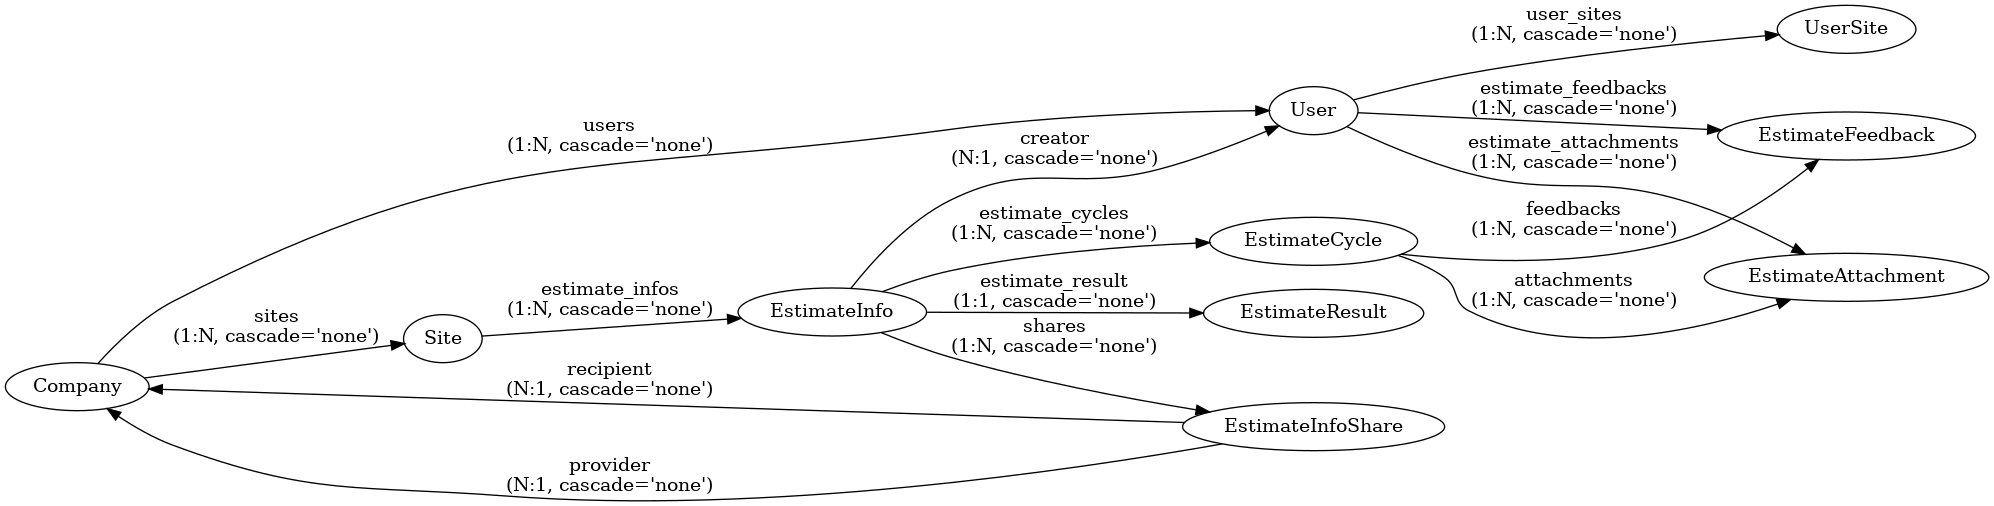 user_sites
(1:N, cascade='none')
UserSite
estimate_feedbacks
(1:N, cascade='none')
User
users
(1:N, cascade='none')
creator
(N:1, cascade='none')
EstimateFeedback
estimate_attachments
(1:N, cascade='none')
estimate_cycles
(1:N, cascade='none')
feedbacks
(1:N, cascade='none')
EstimateCycle
EstimateAttachment
estimate_infos
(1:N, cascade='none')
estimate_result
(1:1, cascade='none')
attachments
(1:N, cascade='none')
EstimateInfo
EstimateResult
sites
(1:N, cascade='none')
Site
shares
(1:N, cascade='none')
Company
recipient
(N:1, cascade='none')
EstimateInfoShare
provider
(N:1, cascade='none')